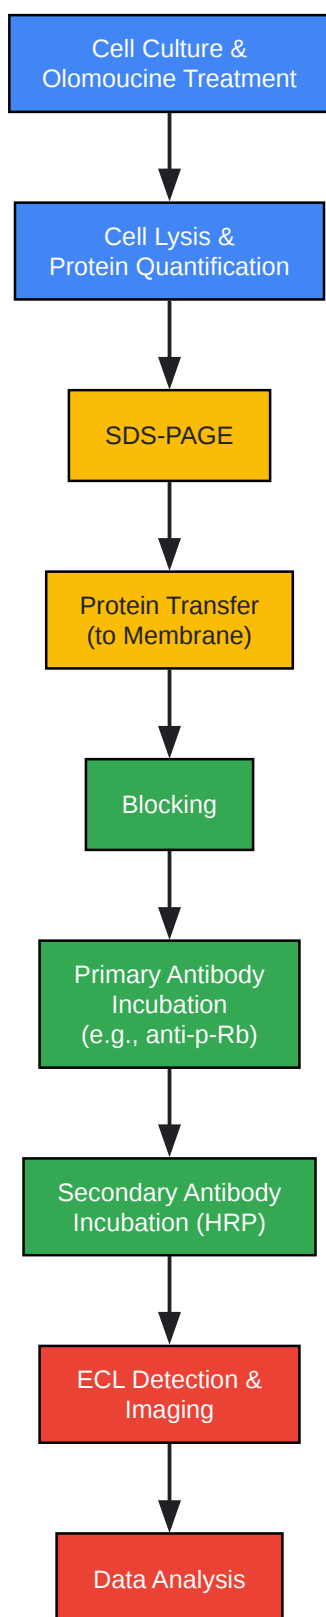 Cell Culture &
Olomoucine Treatment
Cell Lysis &
Protein Quantification
SDS-PAGE
Protein Transfer
(to Membrane)
Blocking
Primary Antibody
Incubation
(e.g., anti-p-Rb)
Secondary Antibody
Incubation (HRP)
ECL Detection &
Imaging
Data Analysis